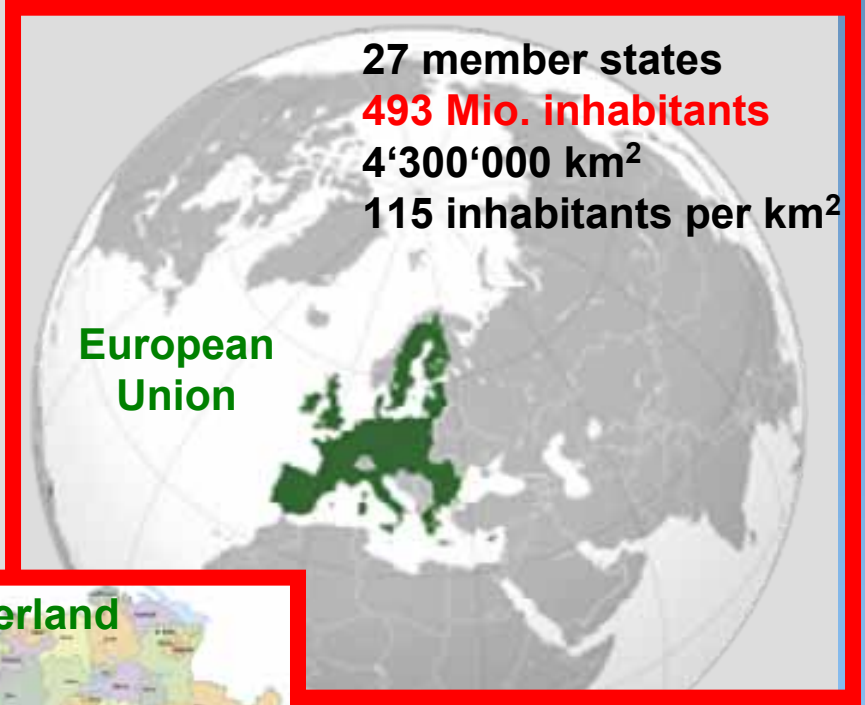 27 member states
493 Mio. inhabitants
4‘300‘000 km²
115 inhabitants per km²
European
Union
erland